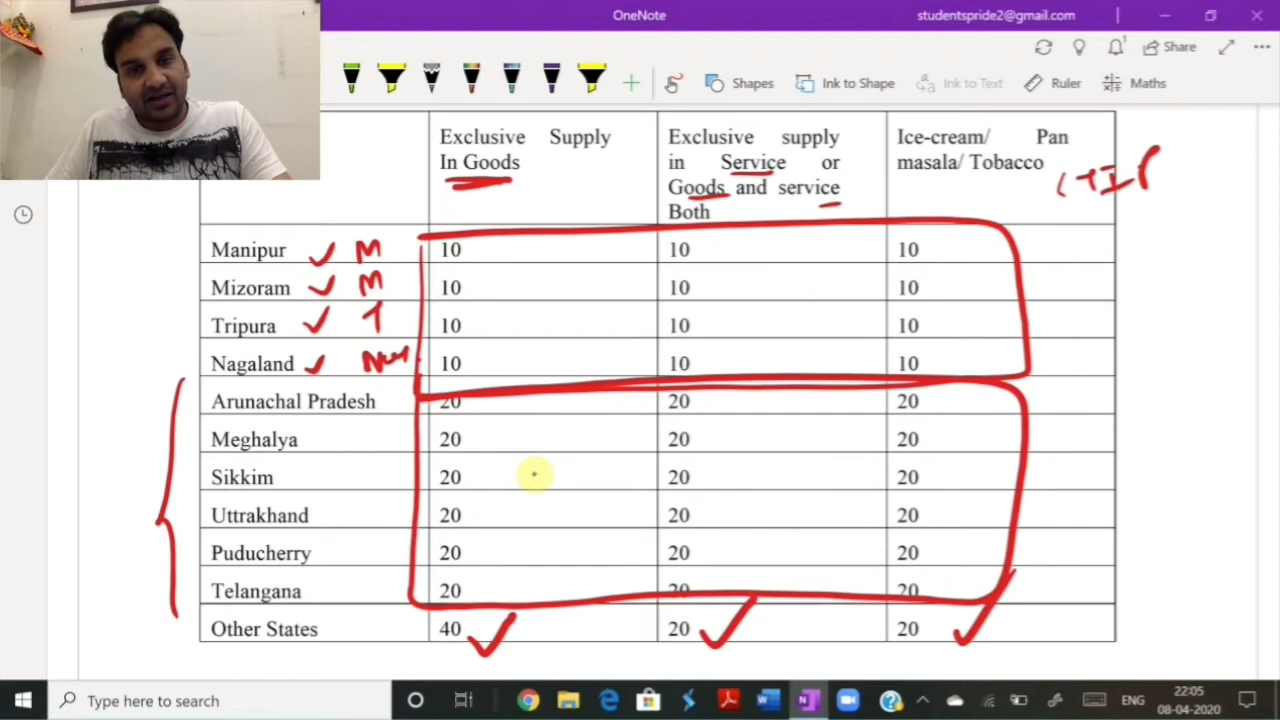 OneNote
studentspride2@gmail.com
Share
Shapes
Ink to Shape
Ink to Text
Ruler
Maths
Exclusive Supply
In Goods
Exclusive supply
in Service or
Goods and service
Both
Ice-cream/ Pan
masala/ Tobacco
Manipur M 10 10 10
Mizoram M 10 10 10
Tripura T 10 10 10
Nagaland 10 10 10
Arunachal Pradesh 20 20 20
Meghalya 20 20 20
Sikkim 20 20 20
Uttrakhand 20 20 20
Puducherry 20 20 20
Telangana 20 20 20
Other States 40 20 20
Type here to search
ENG
22:05
08-04-2020